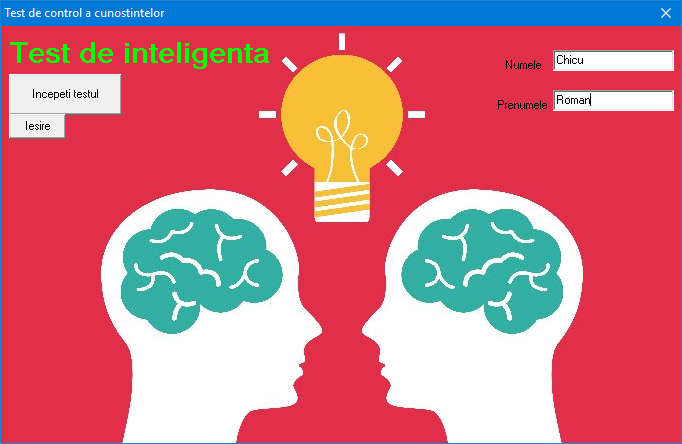 Test de control a cunostintelor
Test de inteligenta
Incepeti testul
Iesire
Numele Chicu
Prenumele Roman